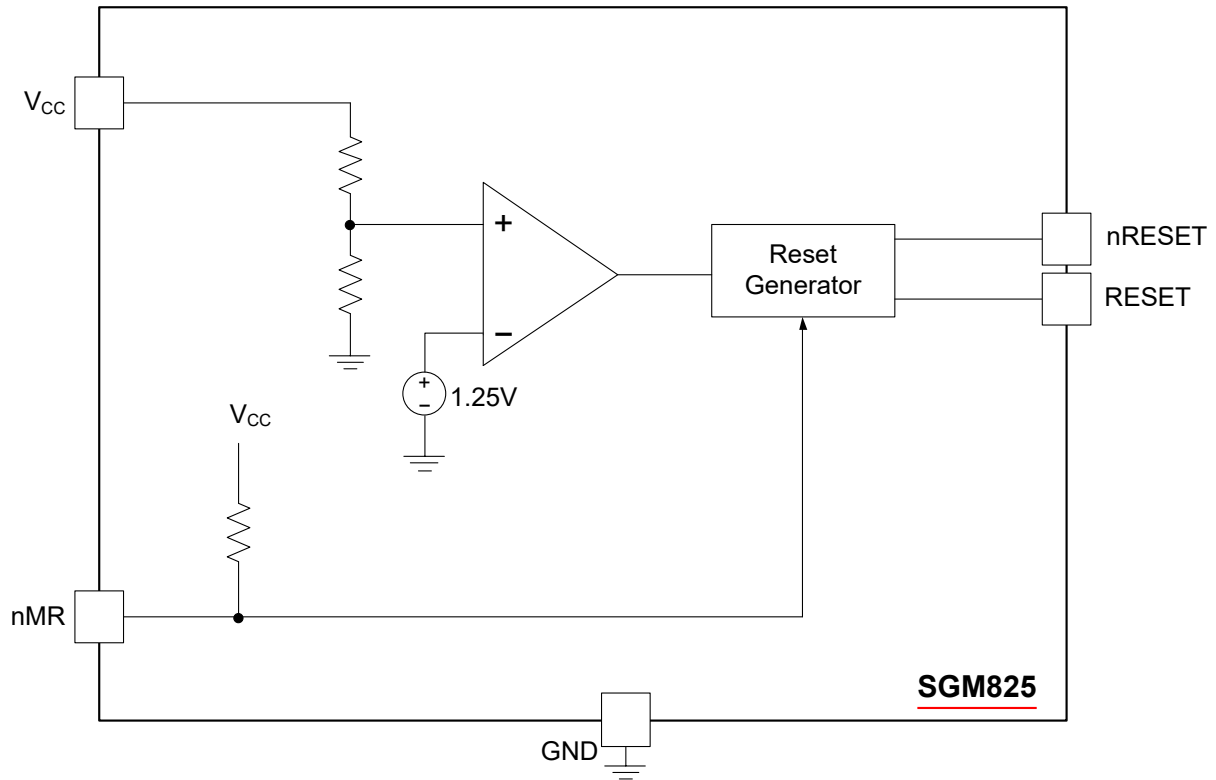 VCC
+
Reset
Generator
nRESET
RESET
−
+
−
1.25V
VCC
nMR
SGM825
GND